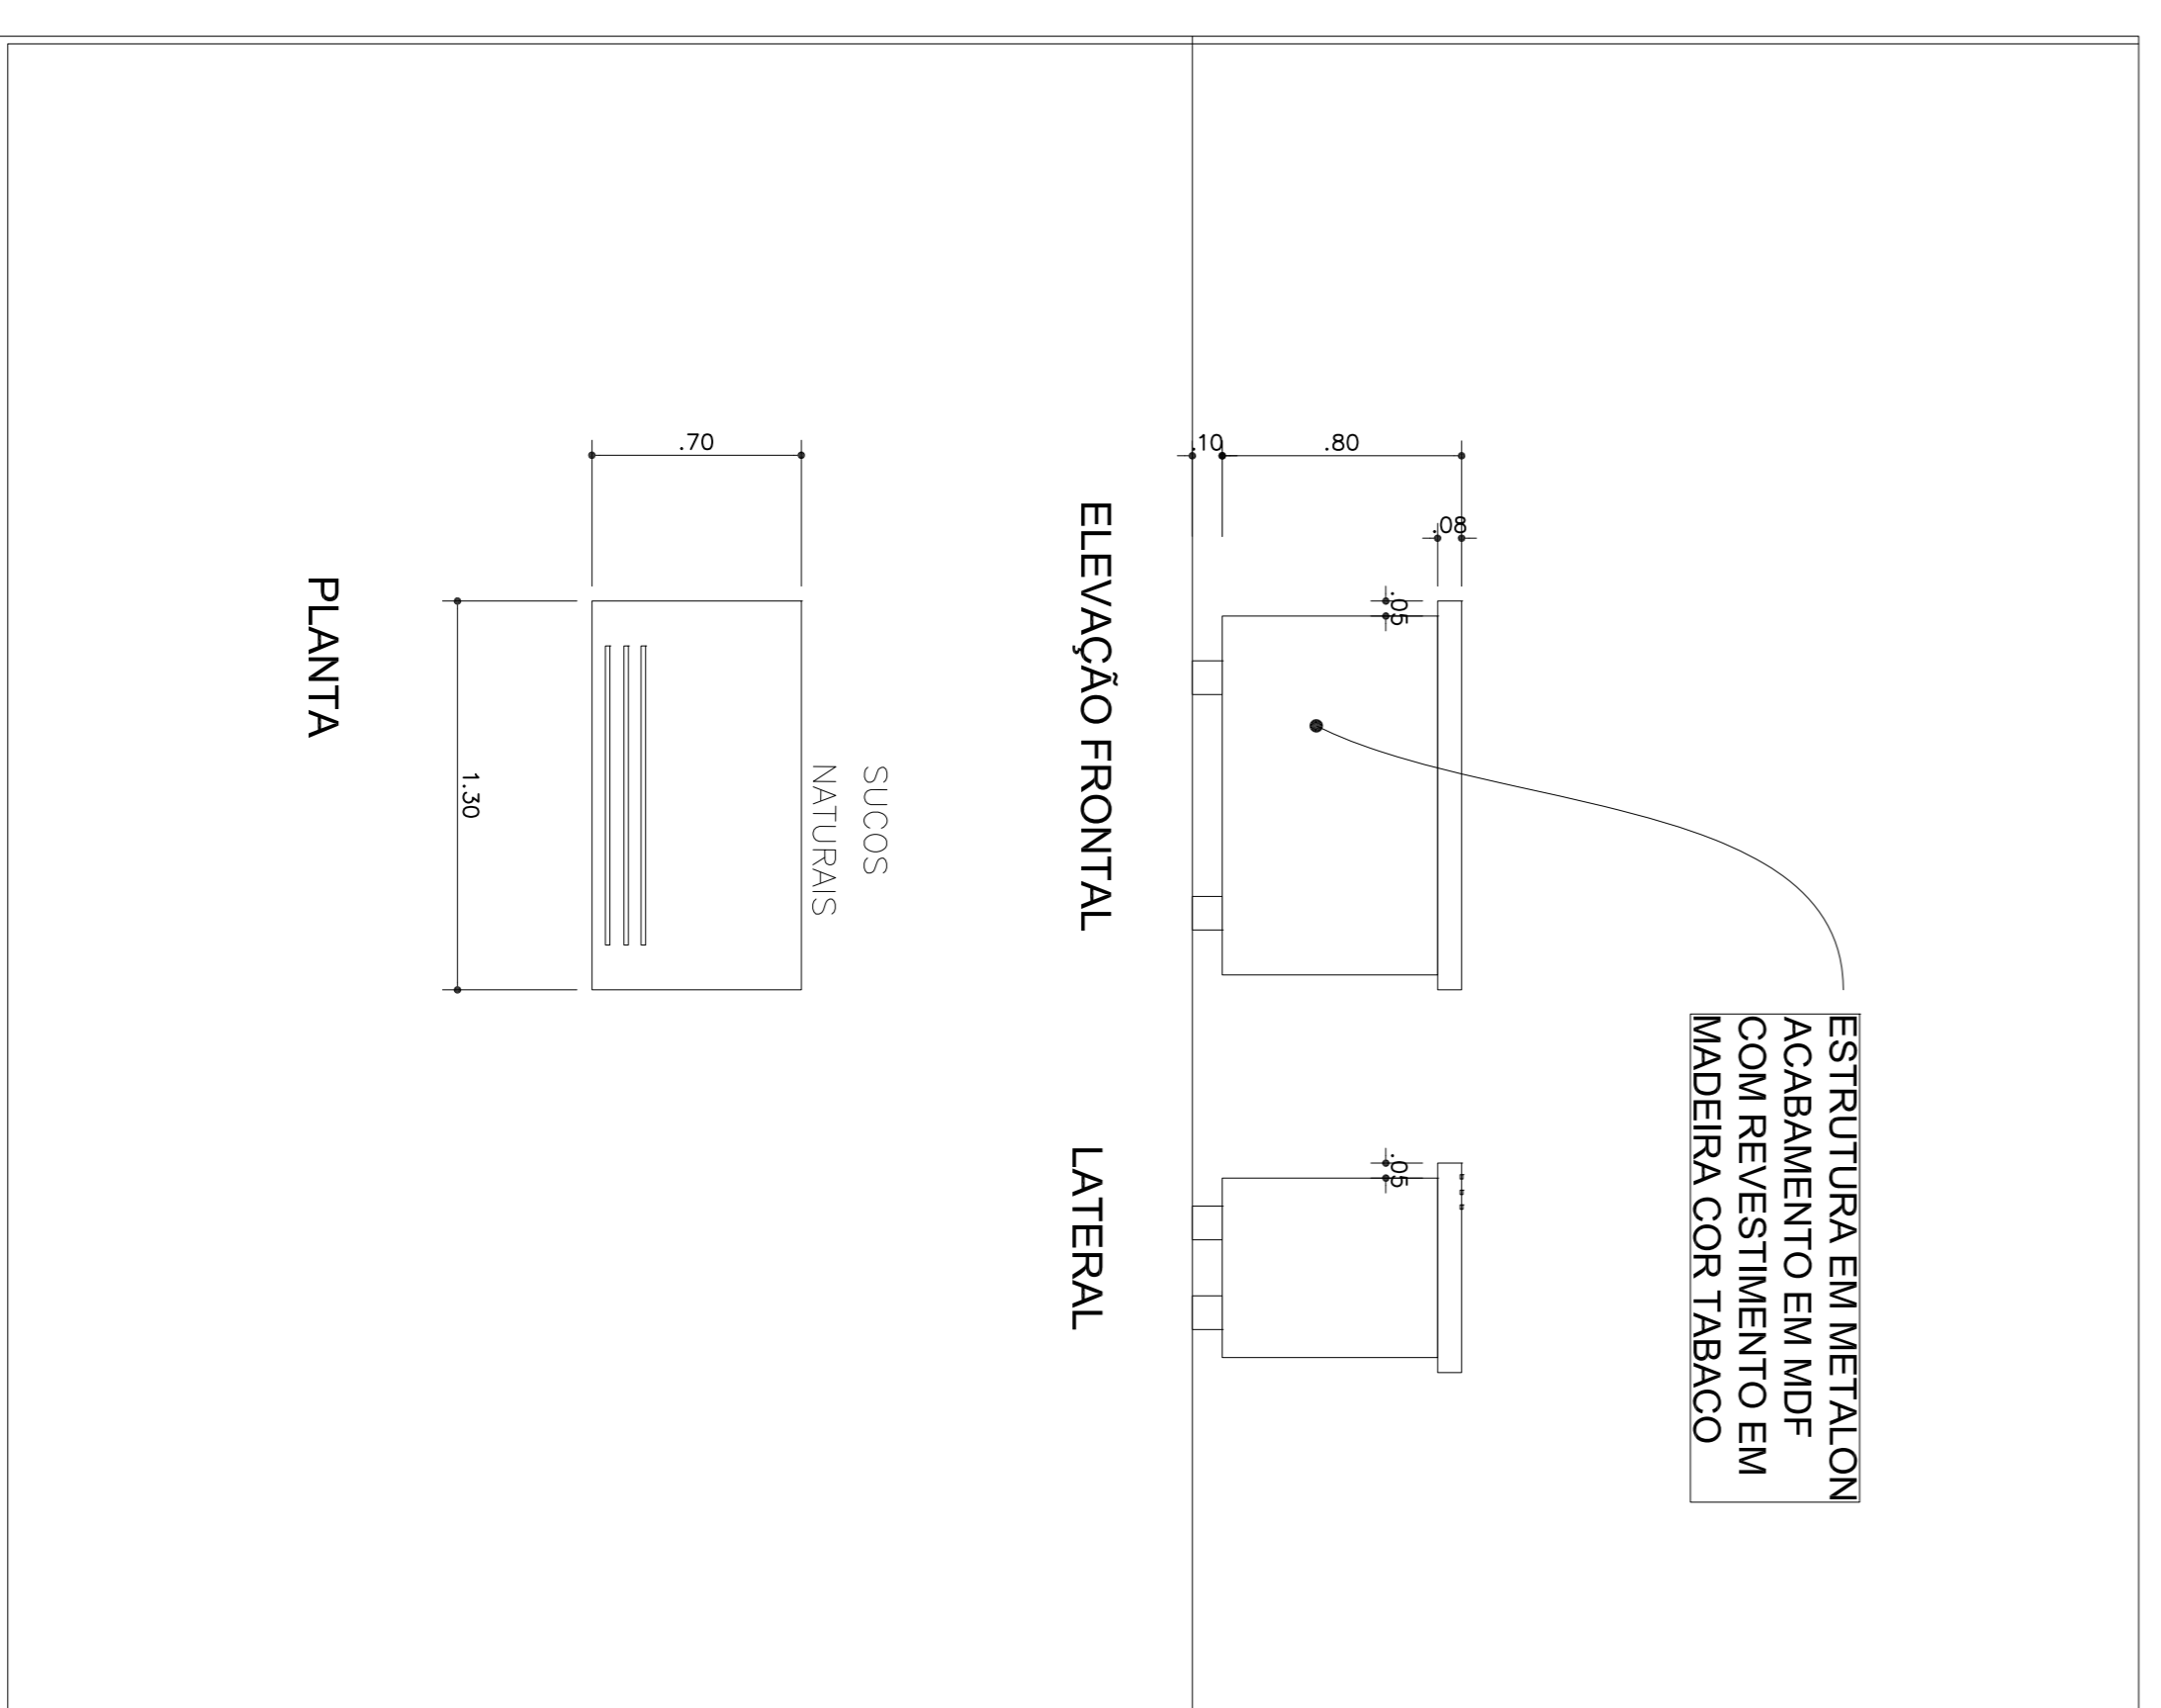 ESTRUTURA EM METALON
ACABAMENTO EM MDF
COM REVESTIMENTO EM
MADEIRA COR TABACO
.08
.80
.10
.05
.05
ELEVAÇÃO FRONTAL
LATERAL
SUCOS
NATURAIS
.70
1.30
PLANTA